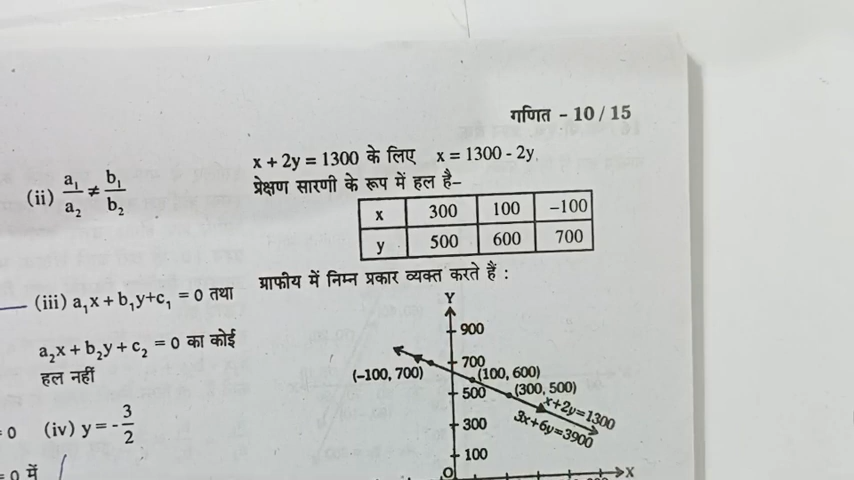 गणित - 10 / 15
(ii) a₁/a₂ ≠ b₁/b₂
(iii) a₁x + b₁y+c₁ = 0 तथा
a₂x + b₂y + c₂ = 0 का कोई
हल नहीं
= 0 (iv) y = - 3/2
= 0 में
x + 2y = 1300 के लिए x = 1300 - 2y
प्रेक्षण सारणी के रूप में हल है–
x 300 100 –100
y 500 600 700
ग्राफीय में निम्न प्रकार व्यक्त करते हैं :
Y
900
700
(–100, 700) (100, 600)
500 (300, 500)
x+2y=1300
300 3x+6y=3900
100
O X